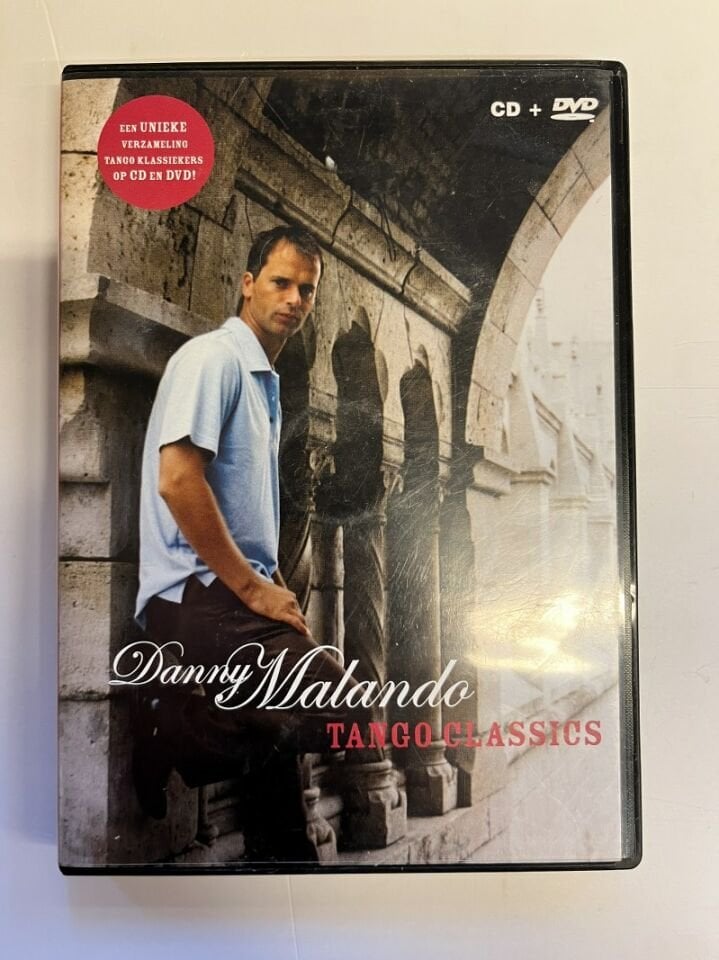 EEN UNIEKE
VERZAMELING
TANGO KLASSIEKERS
OP CD EN DVD!
CD + DVD
Danny Malando
TANGO CLASSICS